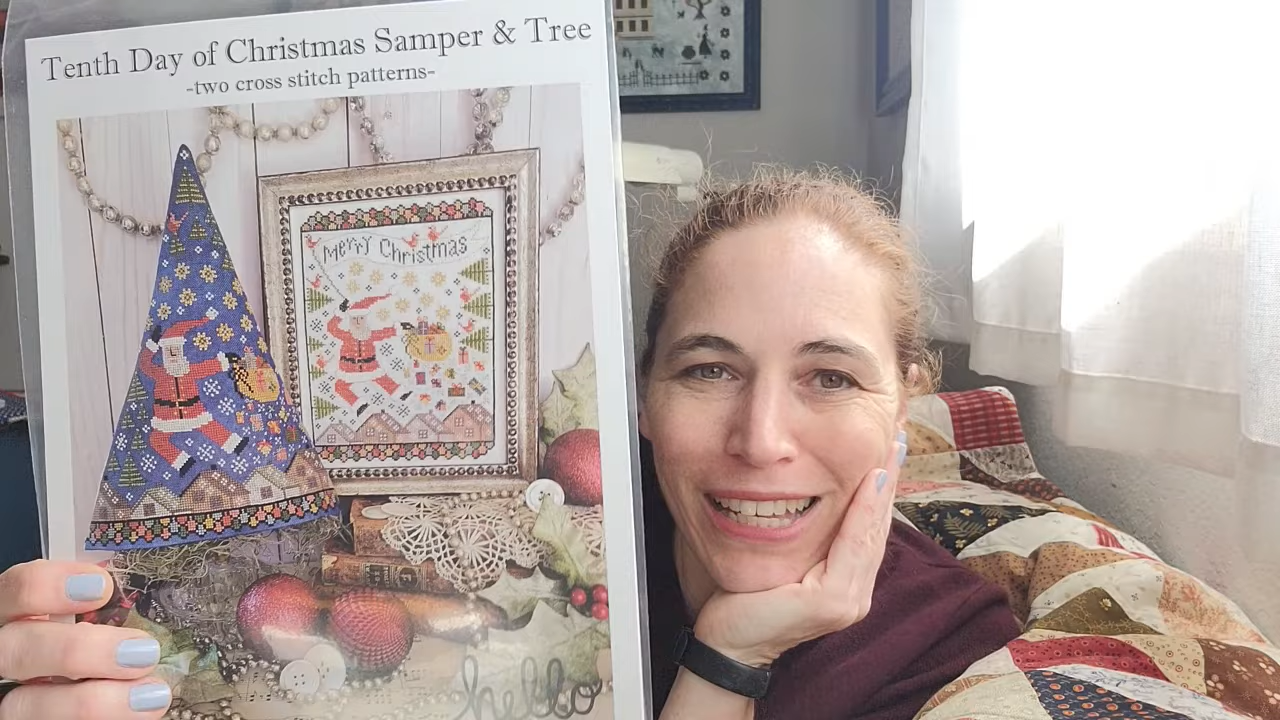 Tenth Day of Christmas Samper & Tree
-two cross stitch patterns-
Merry Christmas
hello